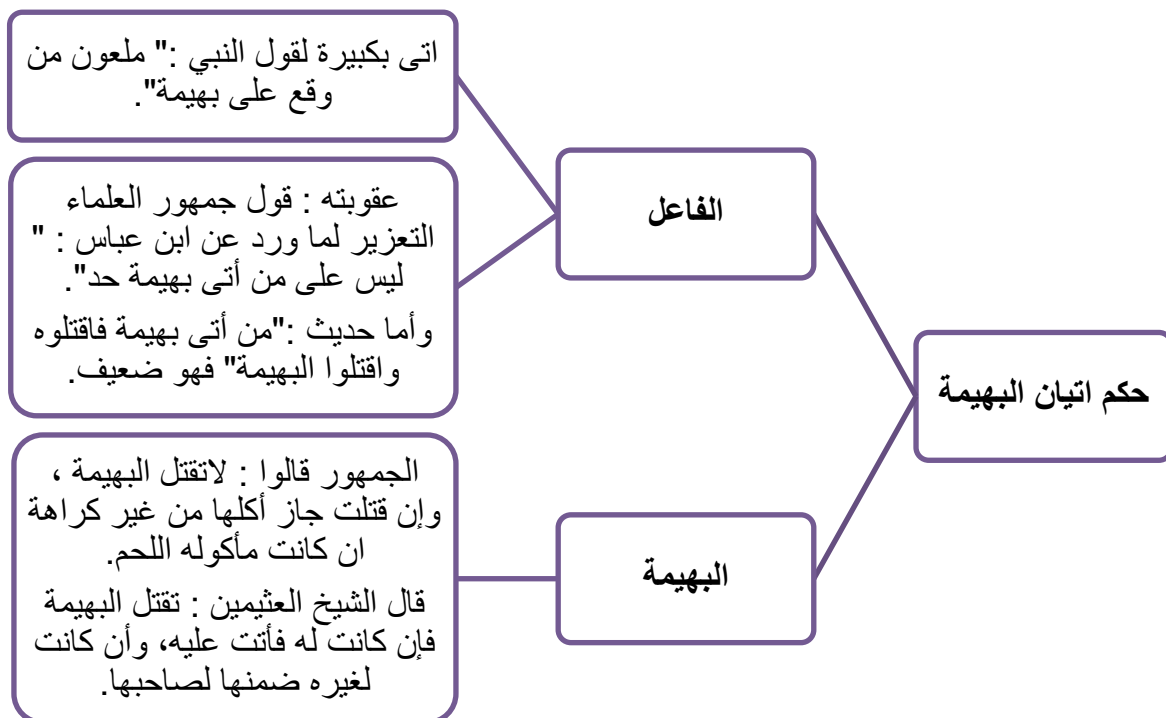 حكم اتيان البهيمة
الفاعل
اتى بكبيرة لقول النبي :" ملعون من
وقع على بهيمة".
عقوبته : قول جمهور العلماء
التعزير لما ورد عن ابن عباس : "
ليس على من أتى بهيمة حد".
وأما حديث :"من أتى بهيمة فاقتلوه
واقتلوا البهيمة" فهو ضعيف.
البهيمة
الجمهور قالوا : لاتقتل البهيمة ،
وإن قتلت جاز أكلها من غير كراهة
ان كانت مأكوله اللحم.
قال الشيخ العثيمين : تقتل البهيمة
فإن كانت له فأتت عليه، وأن كانت
لغيره ضمنها لصاحبها.